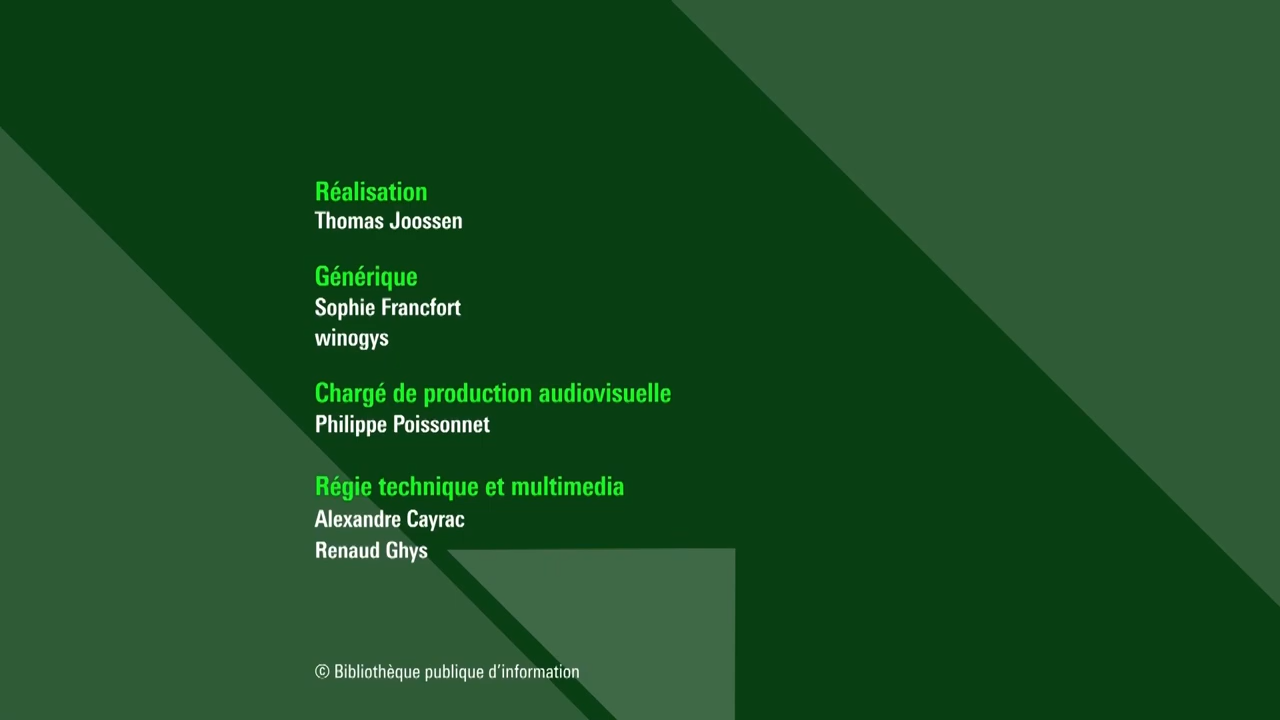 Réalisation
Thomas Joossen
Générique
Sophie Francfort
winogys
Chargé de production audiovisuelle
Philippe Poissonnet
Régie technique et multimedia
Alexandre Cayrac
Renaud Ghys
© Bibliothèque publique d’information